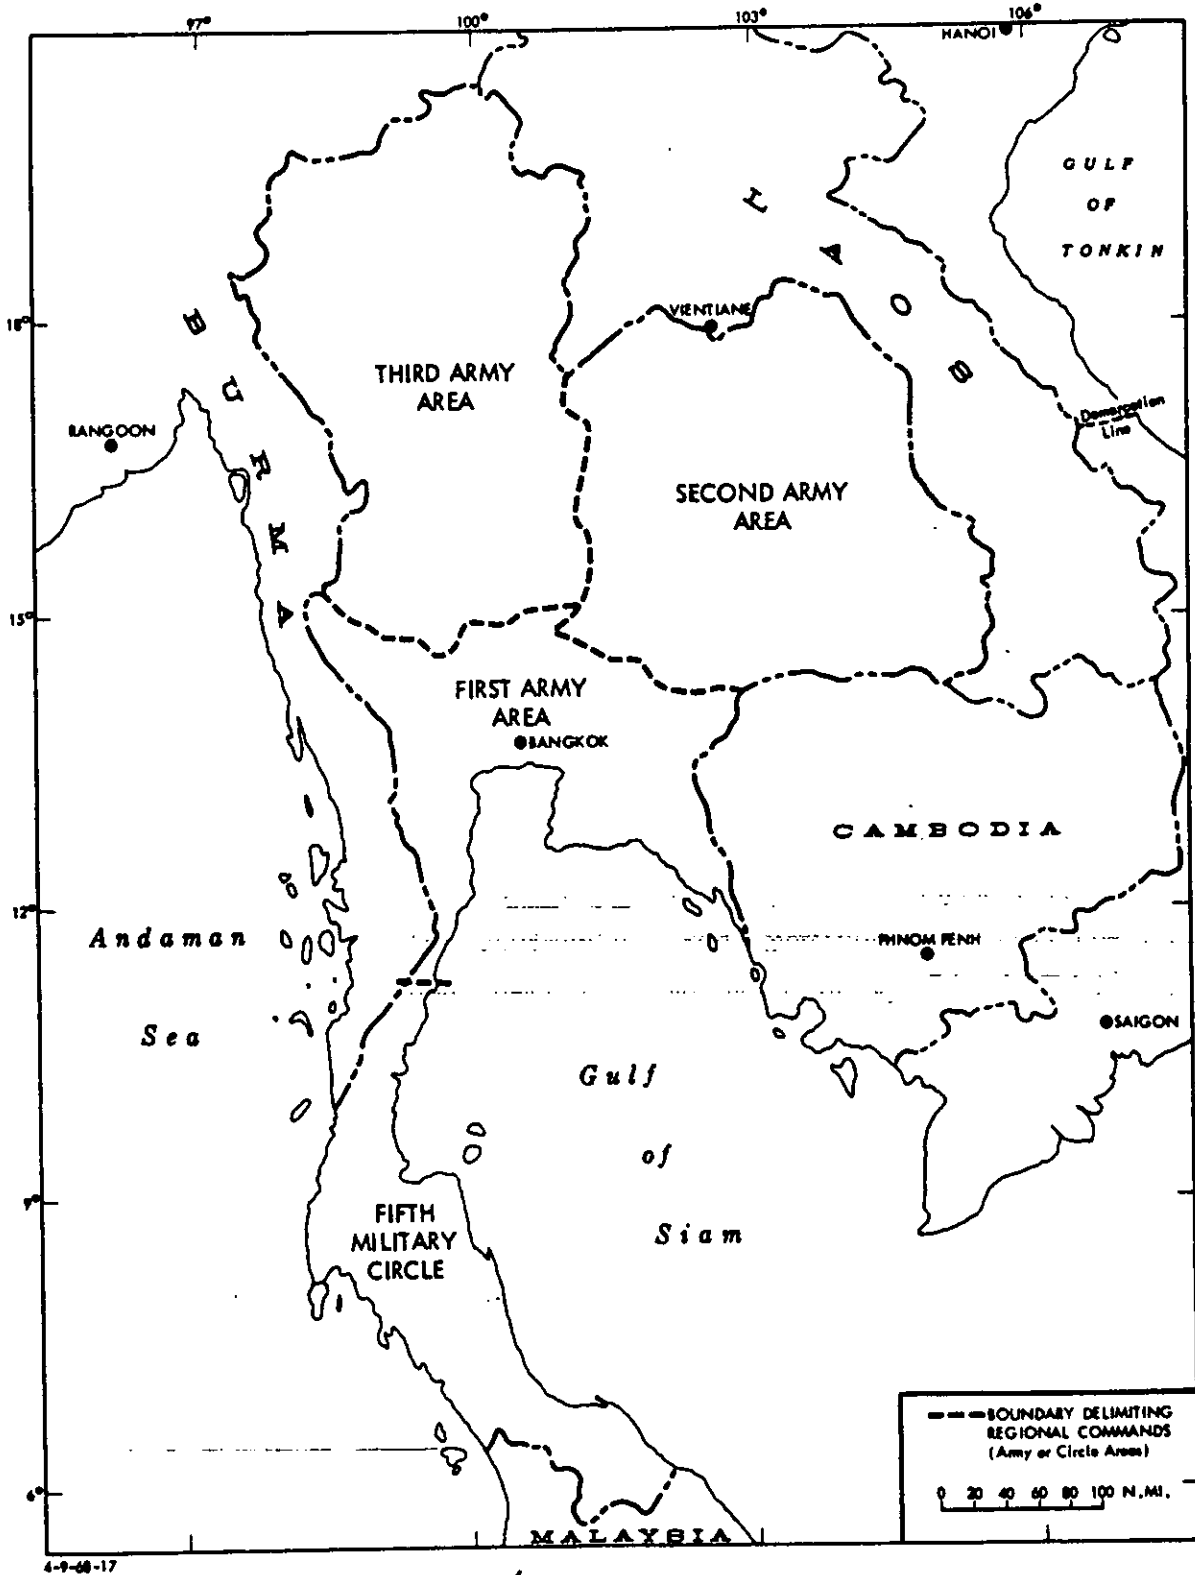 97°
100°
103°
106°
HANOI
GULF
OF
TONKIN
LAOS
18°
VIENTIANE
BURMA
THIRD ARMY
AREA
RANGOON
Demarcation
Line
SECOND ARMY
AREA
15°
FIRST ARMY
AREA
BANGKOK
CAMBODIA
12°
Andaman
Sea
PHNOM PENH
SAIGON
Gulf
of
Siam
9°
FIFTH
MILITARY
CIRCLE
BOUNDARY DELIMITING
REGIONAL COMMANDS
(Army or Circle Areas)
0 20 40 60 80 100 N.MI.
6°
MALAYSIA
4-9-68-17